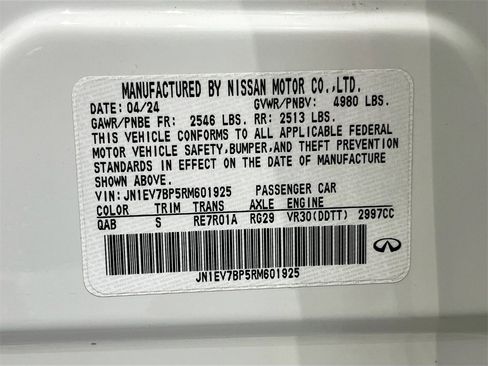 MANUFACTURED BY NISSAN MOTOR CO.,LTD.
DATE: 04/24 GVWR/PNBV: 4980 LBS.
GAWR/PNBE FR: 2546 LBS. RR: 2513 LBS.
THIS VEHICLE CONFORMS TO ALL APPLICABLE FEDERAL
MOTOR VEHICLE SAFETY,BUMPER,AND THEFT PREVENTION
STANDARDS IN EFFECT ON THE DATE OF MANUFACTURE
SHOWN ABOVE.
VIN: JN1EV7BP5RM601925 PASSENGER CAR
COLOR TRIM TRANS AXLE ENGINE
QAB S RE7R01A RG29 VR30(DDTT) 2997CC
JN1EV7BP5RM601925